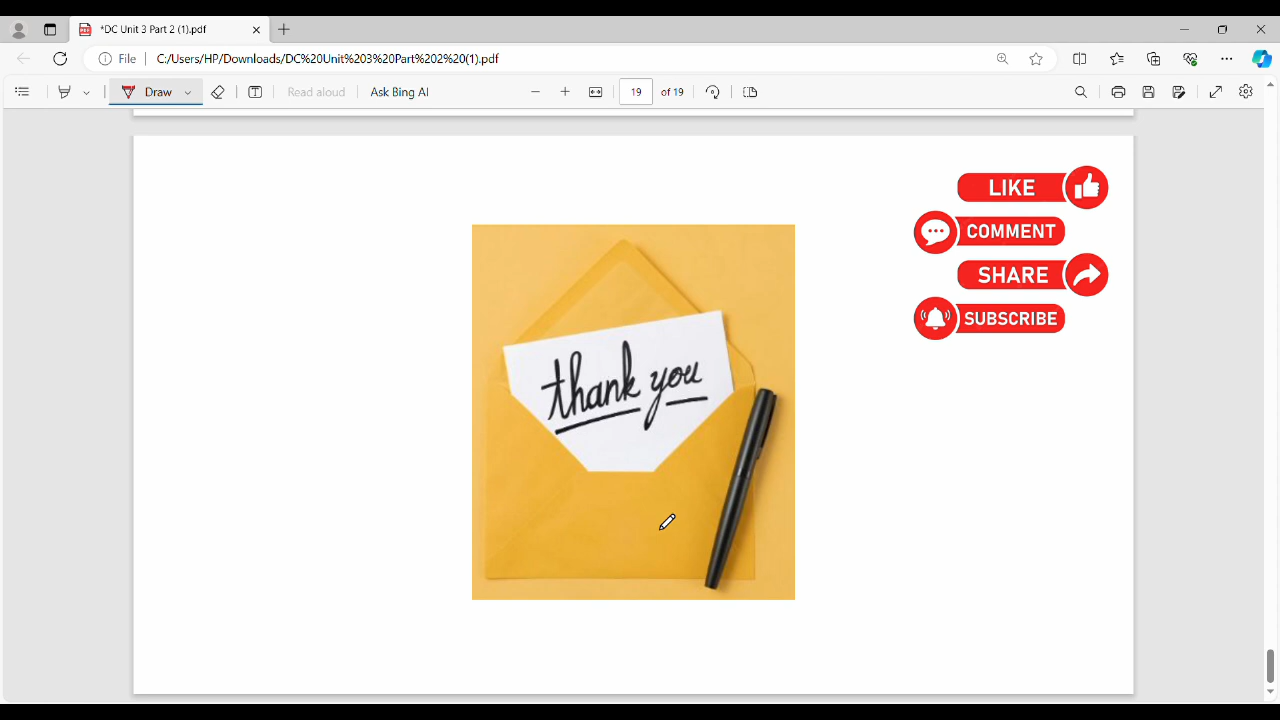 *DC Unit 3 Part 2 (1).pdf
File
C:/Users/HP/Downloads/DC%20Unit%203%20Part%202%20(1).pdf
Draw
Read aloud
Ask Bing AI
19
of 19
LIKE
COMMENT
SHARE
SUBSCRIBE
thank you